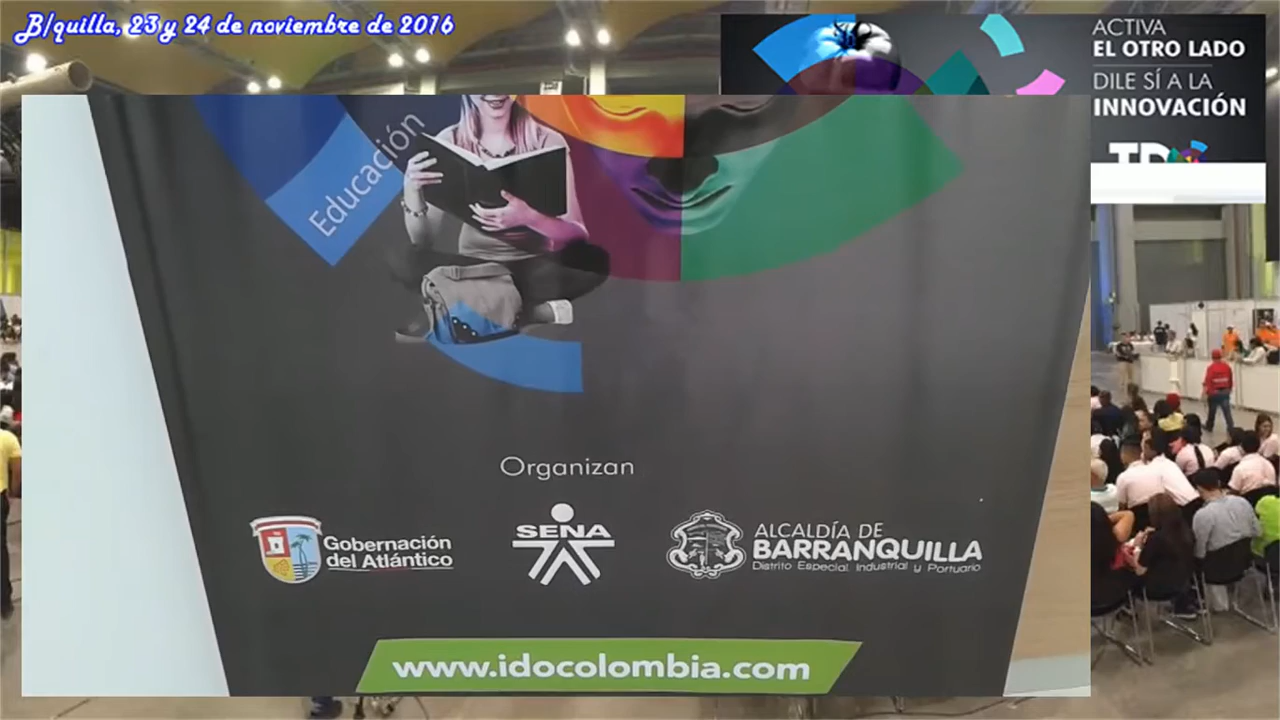 B/quilla, 23 y 24 de noviembre de 2016
ACTIVA
EL OTRO LADO
DILE SÍ A LA
INNOVACIÓN
Educación
Organizan
Gobernación
del Atlántico
SENA
ALCALDÍA DE
BARRANQUILLA
Distrito Especial, Industrial y Portuario
www.idocolombia.com